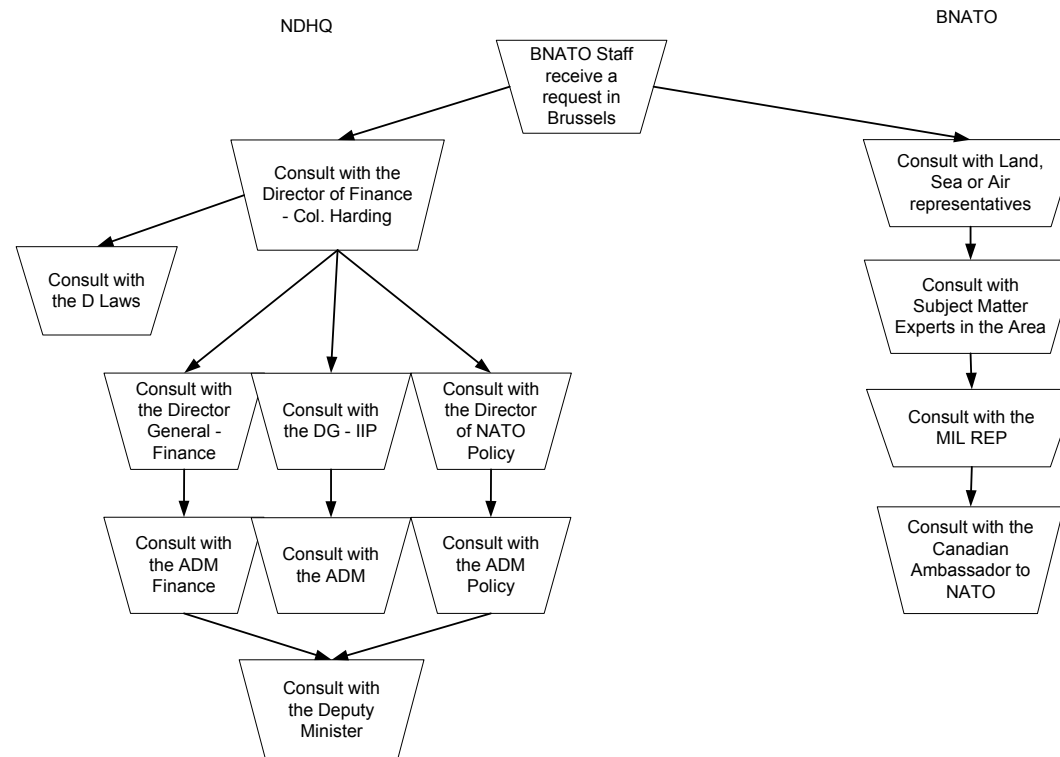 NDHQ
BNATO
BNATO Staff
receive a
request in
Brussels
Consult with the
Director of Finance
- Col. Harding
Consult with Land,
Sea or Air
representatives
Consult with
the D Laws
Consult with
Subject Matter
Experts in the Area
Consult with
the Director
General -
Finance
Consult with
the DG - IIP
Consult with
the Director
of NATO
Policy
Consult with the
MIL REP
Consult with
the ADM
Finance
Consult with
the ADM
Consult with
the ADM
Policy
Consult with the
Canadian
Ambassador to
NATO
Consult with
the Deputy
Minister